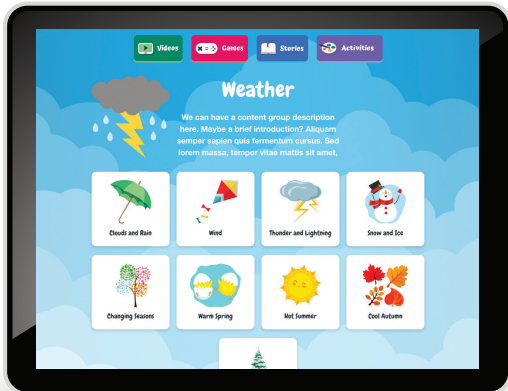 Videos
Games
Stories
Activities
Weather
We can have a content group description
here. Maybe a brief introduction? Aliquam
semper sapien quis fermentum cursus. Sed
lorem massa, tempor vitae mattis sit amet,
Clouds and Rain
Wind
Thunder and Lightning
Snow and Ice
Changing Seasons
Warm Spring
Hot Summer
Cool Autumn